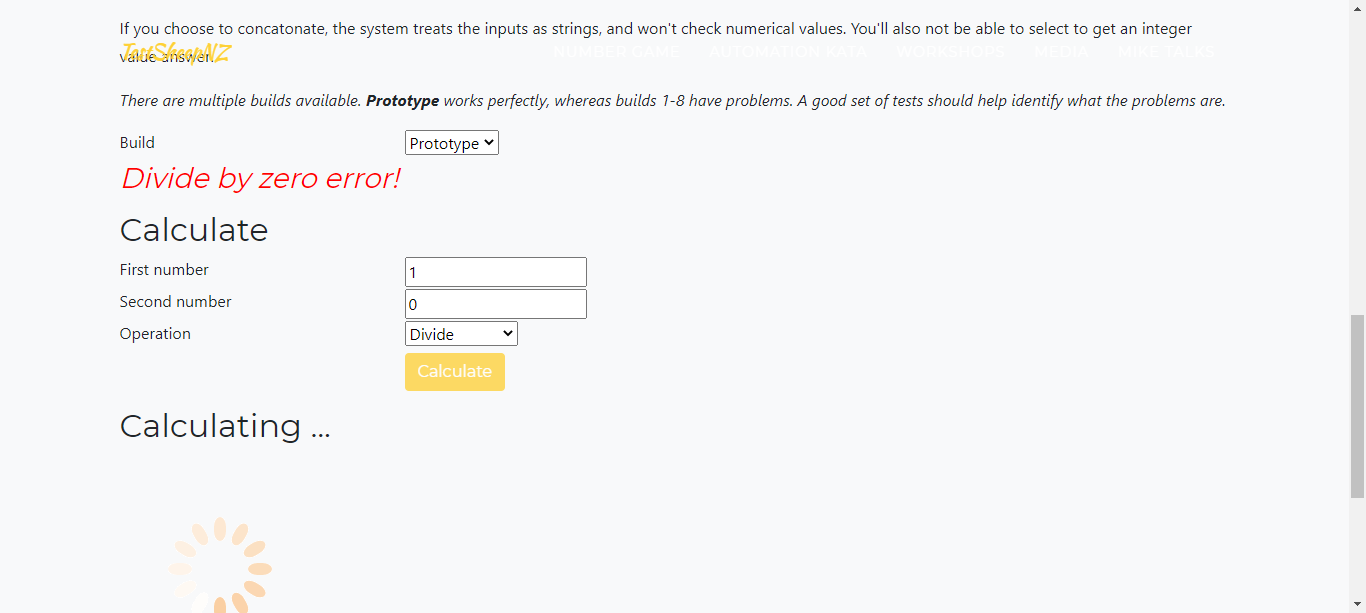 If you choose to concatonate, the system treats the inputs as strings, and won't check numerical values. You'll also not be able to select to get an integer
TestSheepNZ
NUMBER GAME AUTOMATION WORKSHOPS MEDIA MIKE TALKS
value answer.
There are multiple builds available. Prototype works perfectly, whereas builds 1-8 have problems. A good set of tests should help identify what the problems are.
Build Prototype
Divide by zero error!
Calculate
First number 1
Second number 0
Operation Divide
Calculate
Calculating ...